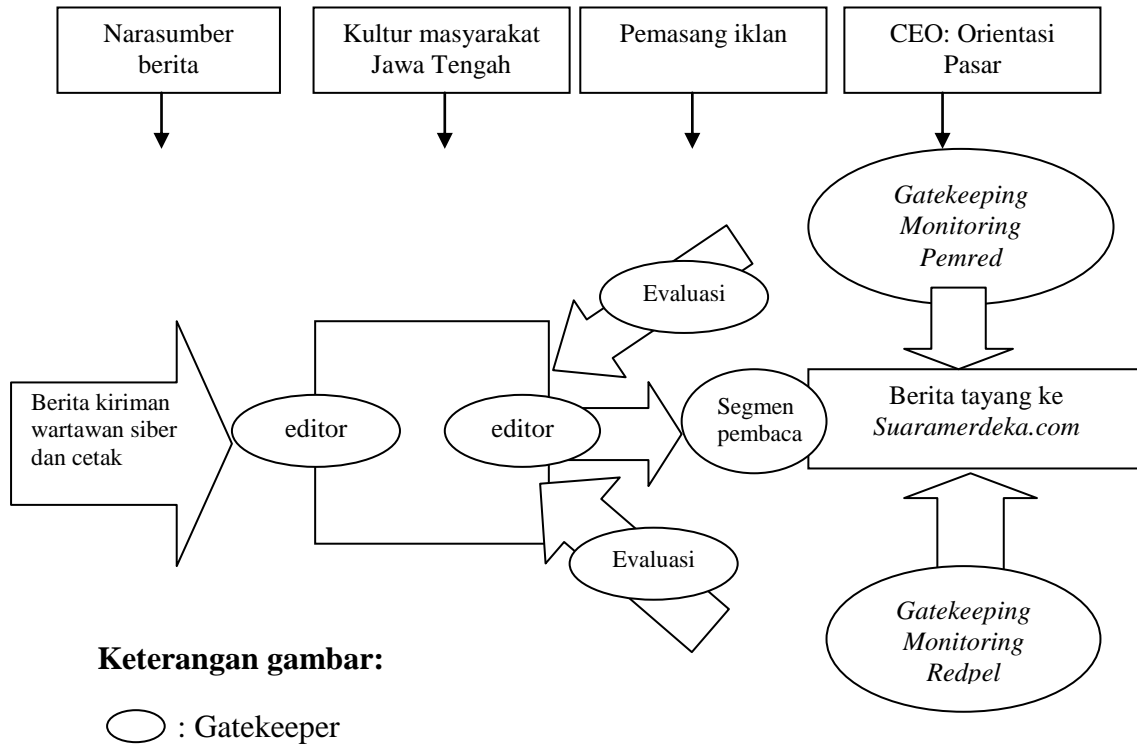 Narasumber
berita
Kultur masyarakat
Jawa Tengah
Pemasang iklan
CEO: Orientasi
Pasar
Gatekeeping
Monitoring
Pemred
Evaluasi
Berita kiriman
wartawan siber
dan cetak
editor
editor
Segmen
pembaca
Berita tayang ke
Suaramerdeka.com
Evaluasi
Gatekeeping
Monitoring
Redpel
Keterangan gambar:
: Gatekeeper